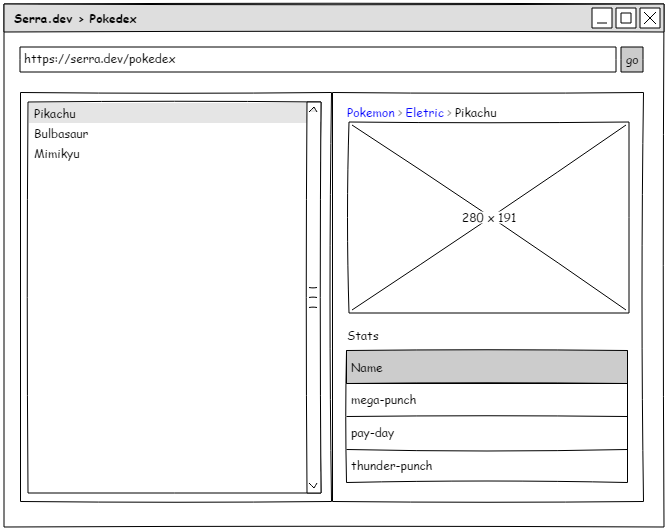 Serra.dev > Pokedex
https://serra.dev/pokedex
go
Pikachu
Bulbasaur
Mimikyu
Pokemon > Eletric > Pikachu
280 x 191
Stats
Name
mega-punch
pay-day
thunder-punch